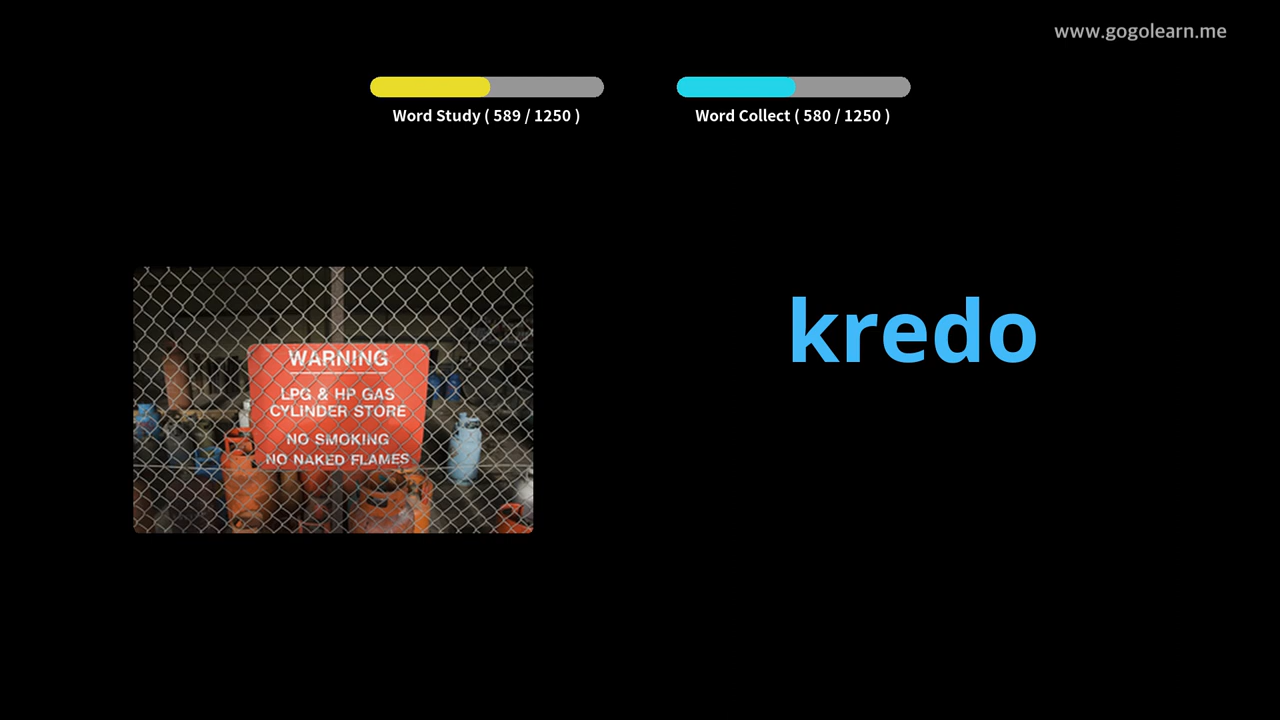 www.gogolearn.me
Word Study ( 589 / 1250 )
Word Collect ( 580 / 1250 )
WARNING
LPG & HP GAS
CYLINDER STORE
NO SMOKING
NO NAKED FLAMES
kredo